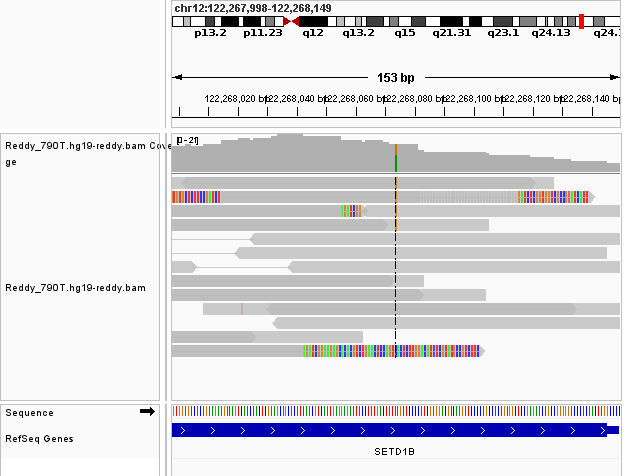 chr12:122,267,998-122,268,149
p13.2 p11.23 q12 q13.2 q15 q21.31 q23.1 q24.13 q24.
153 bp
122,268,020 bp 122,268,040 bp 122,268,060 bp 122,268,080 bp 122,268,100 bp 122,268,120 bp 122,268,140 bp
[0-21]
Reddy_790T.hg19-reddy.bam Cove
ge
Reddy_790T.hg19-reddy.bam
Sequence
RefSeq Genes
SETD1B